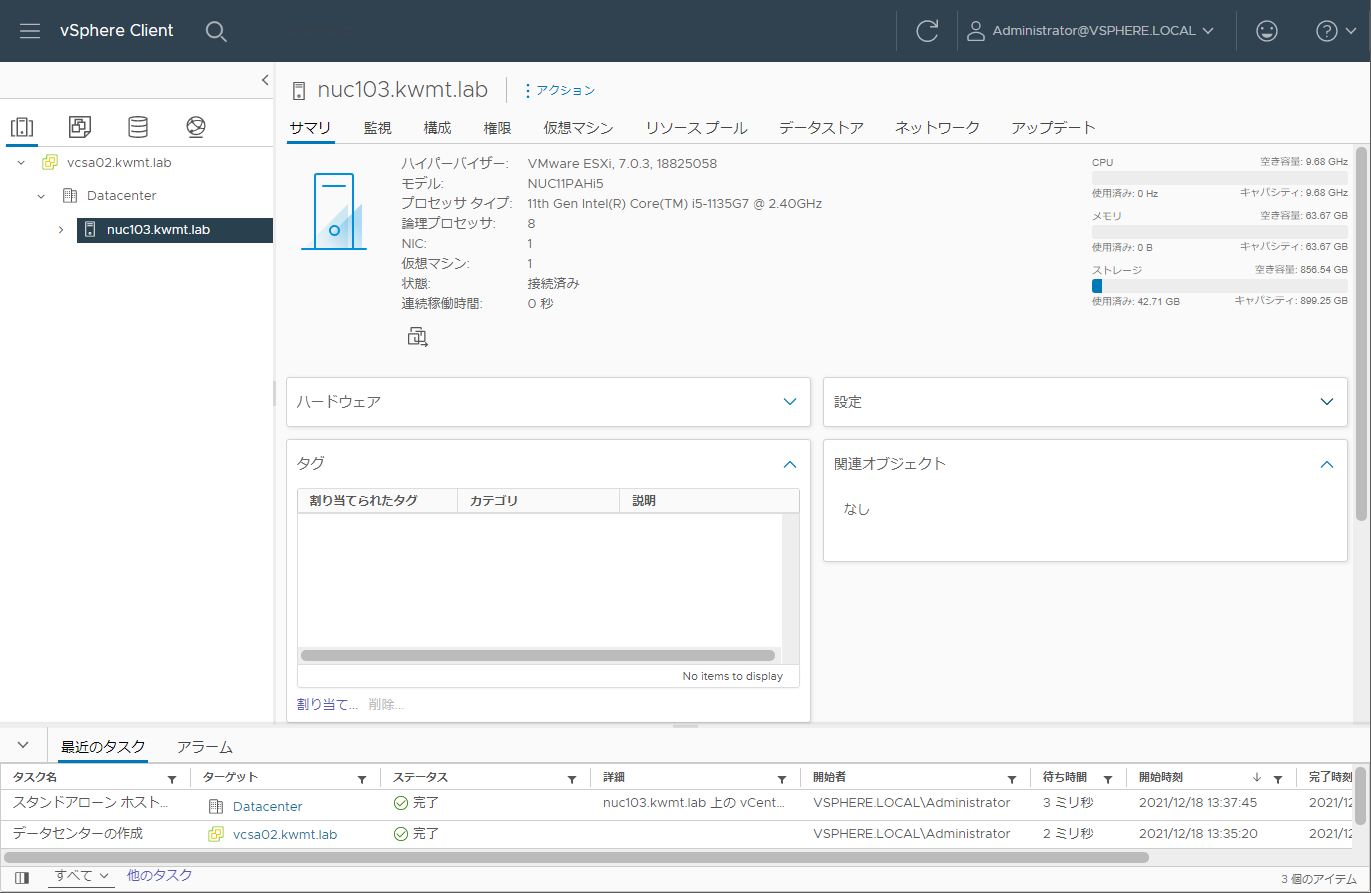 vSphere Client
Administrator@VSPHERE.LOCAL
nuc103.kwmt.lab
アクション
サマリ 監視 構成 権限 仮想マシン リソース プール データストア ネットワーク アップデート
vcsa02.kwmt.lab
Datacenter
nuc103.kwmt.lab
ハイパーバイザー: VMware ESXi, 7.0.3, 18825058
モデル: NUC11PAHi5
プロセッサ タイプ: 11th Gen Intel(R) Core(TM) i5-1135G7 @ 2.40GHz
論理プロセッサ: 8
NIC: 1
仮想マシン: 1
状態: 接続済み
連続稼働時間: 0 秒
CPU 空き容量: 9.68 GHz
使用済み: 0 Hz キャパシティ: 9.68 GHz
メモリ 空き容量: 63.67 GB
使用済み: 0 B キャパシティ: 63.67 GB
ストレージ 空き容量: 856.54 GB
使用済み: 42.71 GB キャパシティ: 899.25 GB
ハードウェア
設定
タグ
割り当てられたタグ カテゴリ 説明
No items to display
割り当て... 削除...
関連オブジェクト
なし
最近のタスク アラーム
タスク名 ターゲット ステータス 詳細 開始者 待ち時間 開始時刻 完了時刻
スタンドアローン ホスト... Datacenter 完了 nuc103.kwmt.lab 上の vCent... VSPHERE.LOCAL\Administrator 3 ミリ秒 2021/12/18 13:37:45 2021/12
データセンターの作成 vcsa02.kwmt.lab 完了 VSPHERE.LOCAL\Administrator 2 ミリ秒 2021/12/18 13:35:20 2021/12
すべて 他のタスク
3 個のアイテム